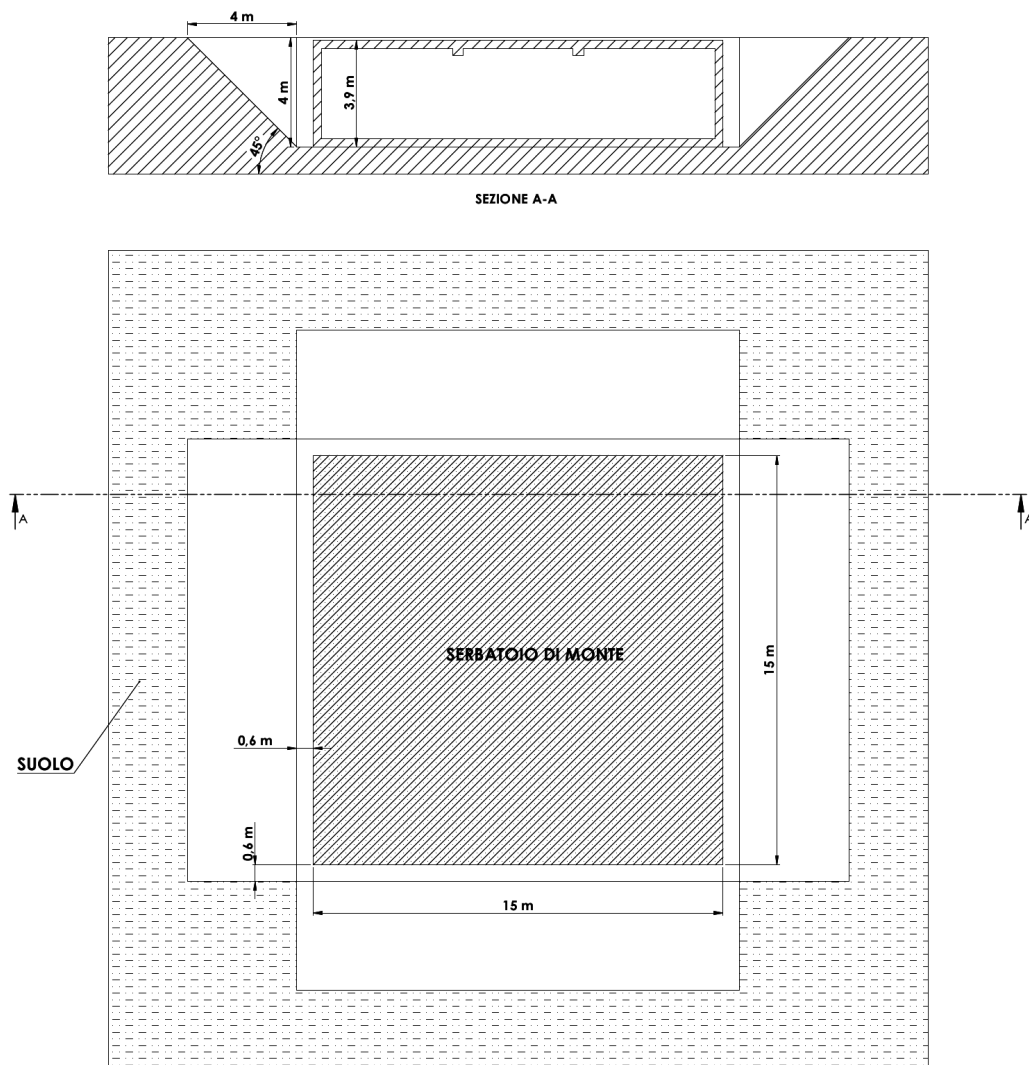 4 m
4 m
3,9 m
45°
SEZIONE A-A
A
A
SERBATOIO DI MONTE
15 m
0,6 m
SUOLO
0,6 m
15 m